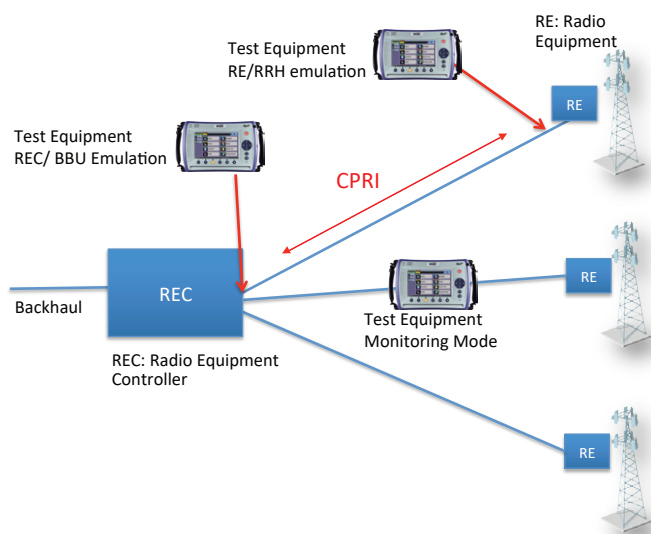 Test Equipment
RE/RRH emulation
RE: Radio
Equipment
RE
Test Equipment
REC/ BBU Emulation
CPRI
REC
RE
Backhaul
Test Equipment
Monitoring Mode
REC: Radio Equipment
Controller
RE